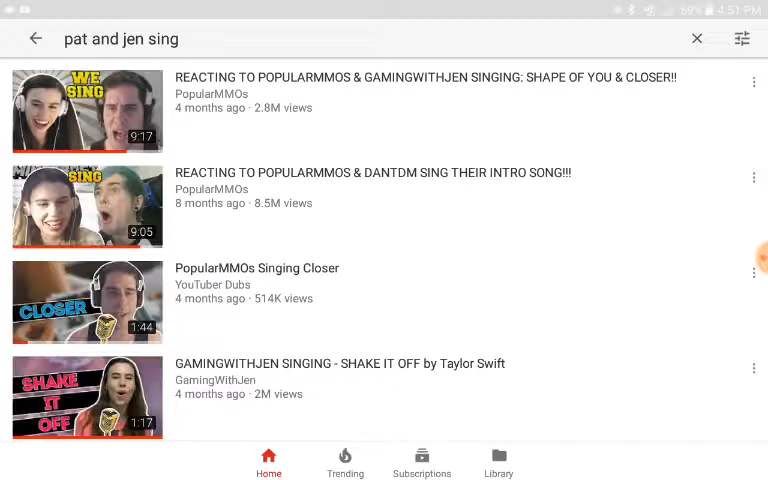 59% 4:51 PM
pat and jen sing
WE
SING
9:17
REACTING TO POPULARMMOS & GAMINGWITHJEN SINGING: SHAPE OF YOU & CLOSER!!
PopularMMOs
4 months ago · 2.8M views
SING
9:05
REACTING TO POPULARMMOS & DANTDM SING THEIR INTRO SONG!!!
PopularMMOs
8 months ago · 8.5M views
CLOSER
1:44
PopularMMOs Singing Closer
YouTuber Dubs
4 months ago · 514K views
SHAKE
IT
OFF
1:17
GAMINGWITHJEN SINGING - SHAKE IT OFF by Taylor Swift
GamingWithJen
4 months ago · 2M views
Home
Trending
Subscriptions
Library